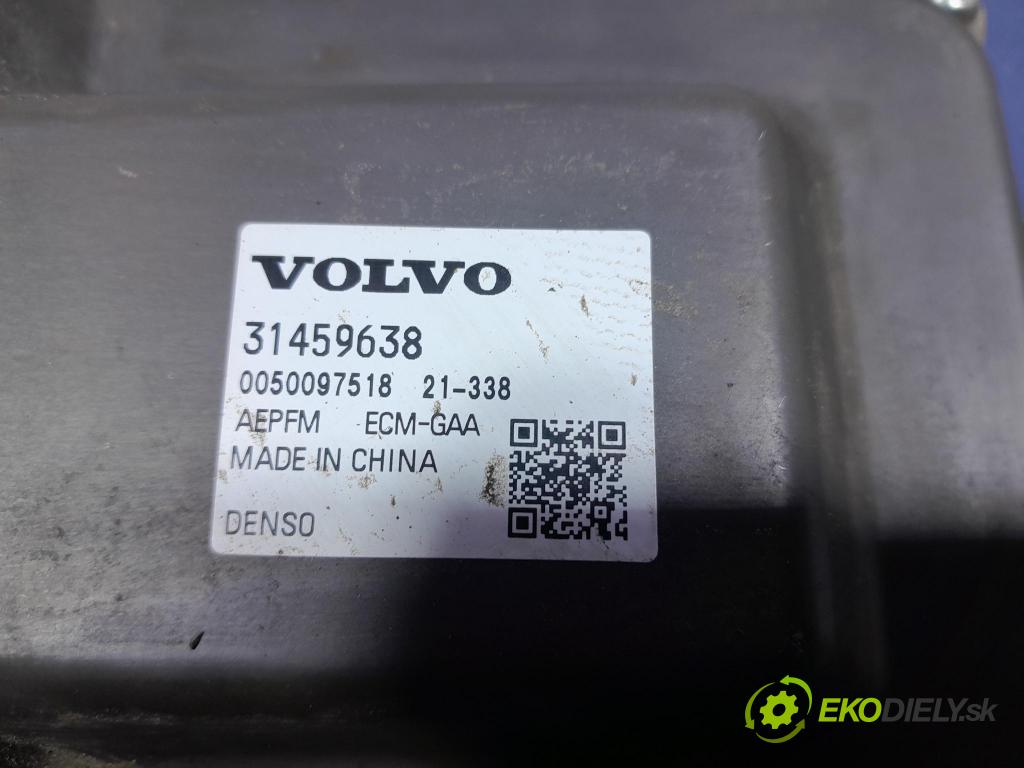 VOLVO
31459638
0050097518 21-338
AEPFM ECM-GAA
MADE IN CHINA
DENSO
EKODIELY.sk